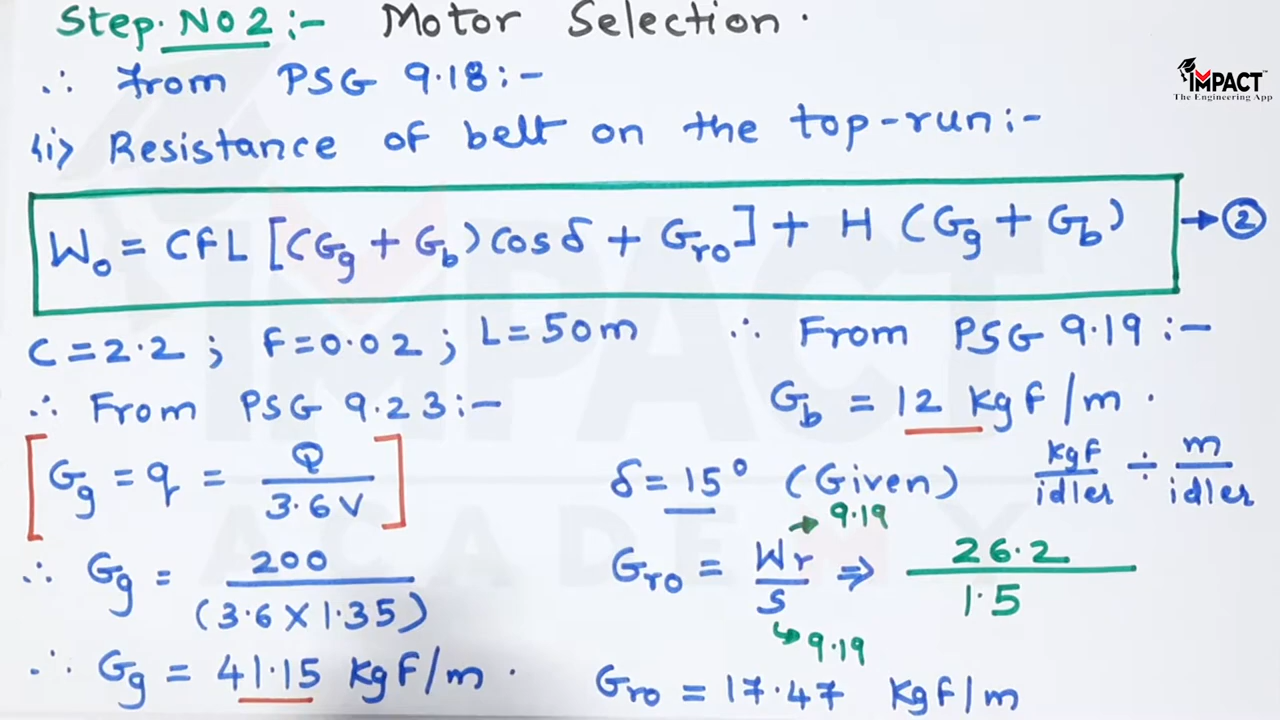 Step. No 2 :- Motor Selection.
∴ From PSG 9.18 :-
(ii) Resistance of belt on the top-run :-
W₀ = CFL [(Gg + Gb) cos δ + Gro] + H (Gg + Gb) → ②
C = 2.2 ; F = 0.02 ; L = 50m
∴ From PSG 9.23 :-
[Gg = q = Q / 3.6 V]
∴ Gg = 200 / (3.6 X 1.35)
∴ Gg = 41.15 KgF/m .
∴ From PSG 9.19 :-
Gb = 12 KgF/m .
δ = 15° (Given)
KgF/idler ÷ m/idler
Gro = Wr / S ⇒ 26.2 / 1.5
→ 9.19
↳ 9.19
Gro = 17.47 KgF/m
IMPACT™
The Engineering App
IMPACT
ACADEMY